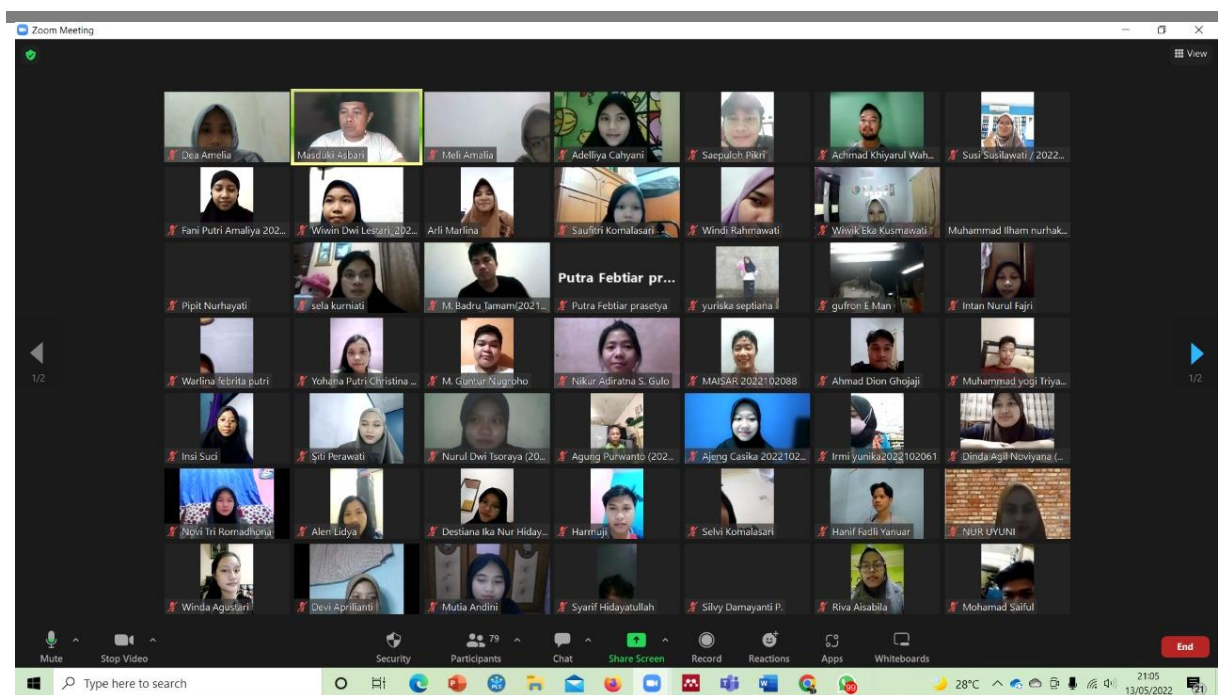 Zoom Meeting
View
Dea Amelia
Masduki Asbari
Meli Amalia
Adelliya Cahyani
Saepuloh Pikri
Achmad Khiyarul Wah...
Susi Susilawati / 2022...
Fani Putri Amaliya 202...
Wiwin Dwi Lestari_202...
Arli Marlina
Saufitri Komalasari
Windi Rahmawati
Wiwik Eka Kusmawati
Muhammad Ilham nurhak...
Pipit Nurhayati
sela kurniati
M. Badru Tamam(2021...
Putra Febtiar pr...
Putra Febtiar prasetya
yuriska septiana
gufron E Man
Intan Nurul Fajri
1/2
1/2
Warlina febrita putri
Yohana Putri Christina ...
M. Guntur Nugroho
Nikur Adiratna S. Gulo
MAISAR 2022102088
Ahmad Dion Ghojaji
Muhammad yogi Triya...
Insi Suci
Siti Perawati
Nurul Dwi Tsoraya (20...
Agung Purwanto (202...
Ajeng Casika 2022102...
Irmi yunika2022102061
Dinda Agil Noviyana (...
Novi Tri Romadhona
Alen Lidya
Destiana Ika Nur Hiday...
Harmuji
Selvi Komalasari
Hanif Fadli Yanuar
NUR UYUNI
Winda Agustari
Devi Aprilianti
Mutia Andini
Syarif Hidayatullah
Silvy Damayanti P.
Riva Aisabila
Mohamad Saiful
Mute
Stop Video
Security
Participants
79
Chat
Share Screen
Record
Reactions
Apps
Whiteboards
End
Type here to search
28°C
21:05
13/05/2022